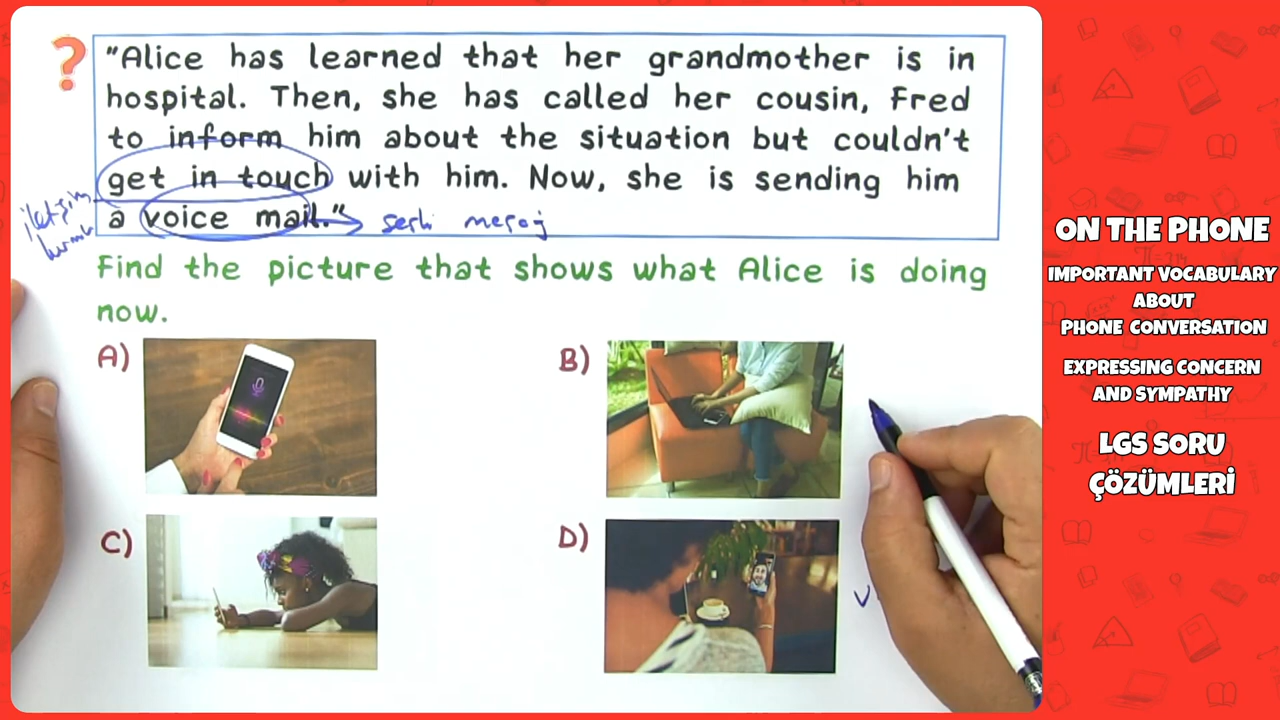 ?
"Alice has learned that her grandmother is in
hospital. Then, she has called her cousin, Fred
to inform him about the situation but couldn't
get in touch with him. Now, she is sending him
a voice mail."
sesli mesaj
Find the picture that shows what Alice is doing
now.
A)
B)
C)
D)
ON THE PHONE
IMPORTANT VOCABULARY
ABOUT
PHONE CONVERSATION
EXPRESSING CONCERN
AND SYMPATHY
LGS SORU
ÇÖZÜMLERİ